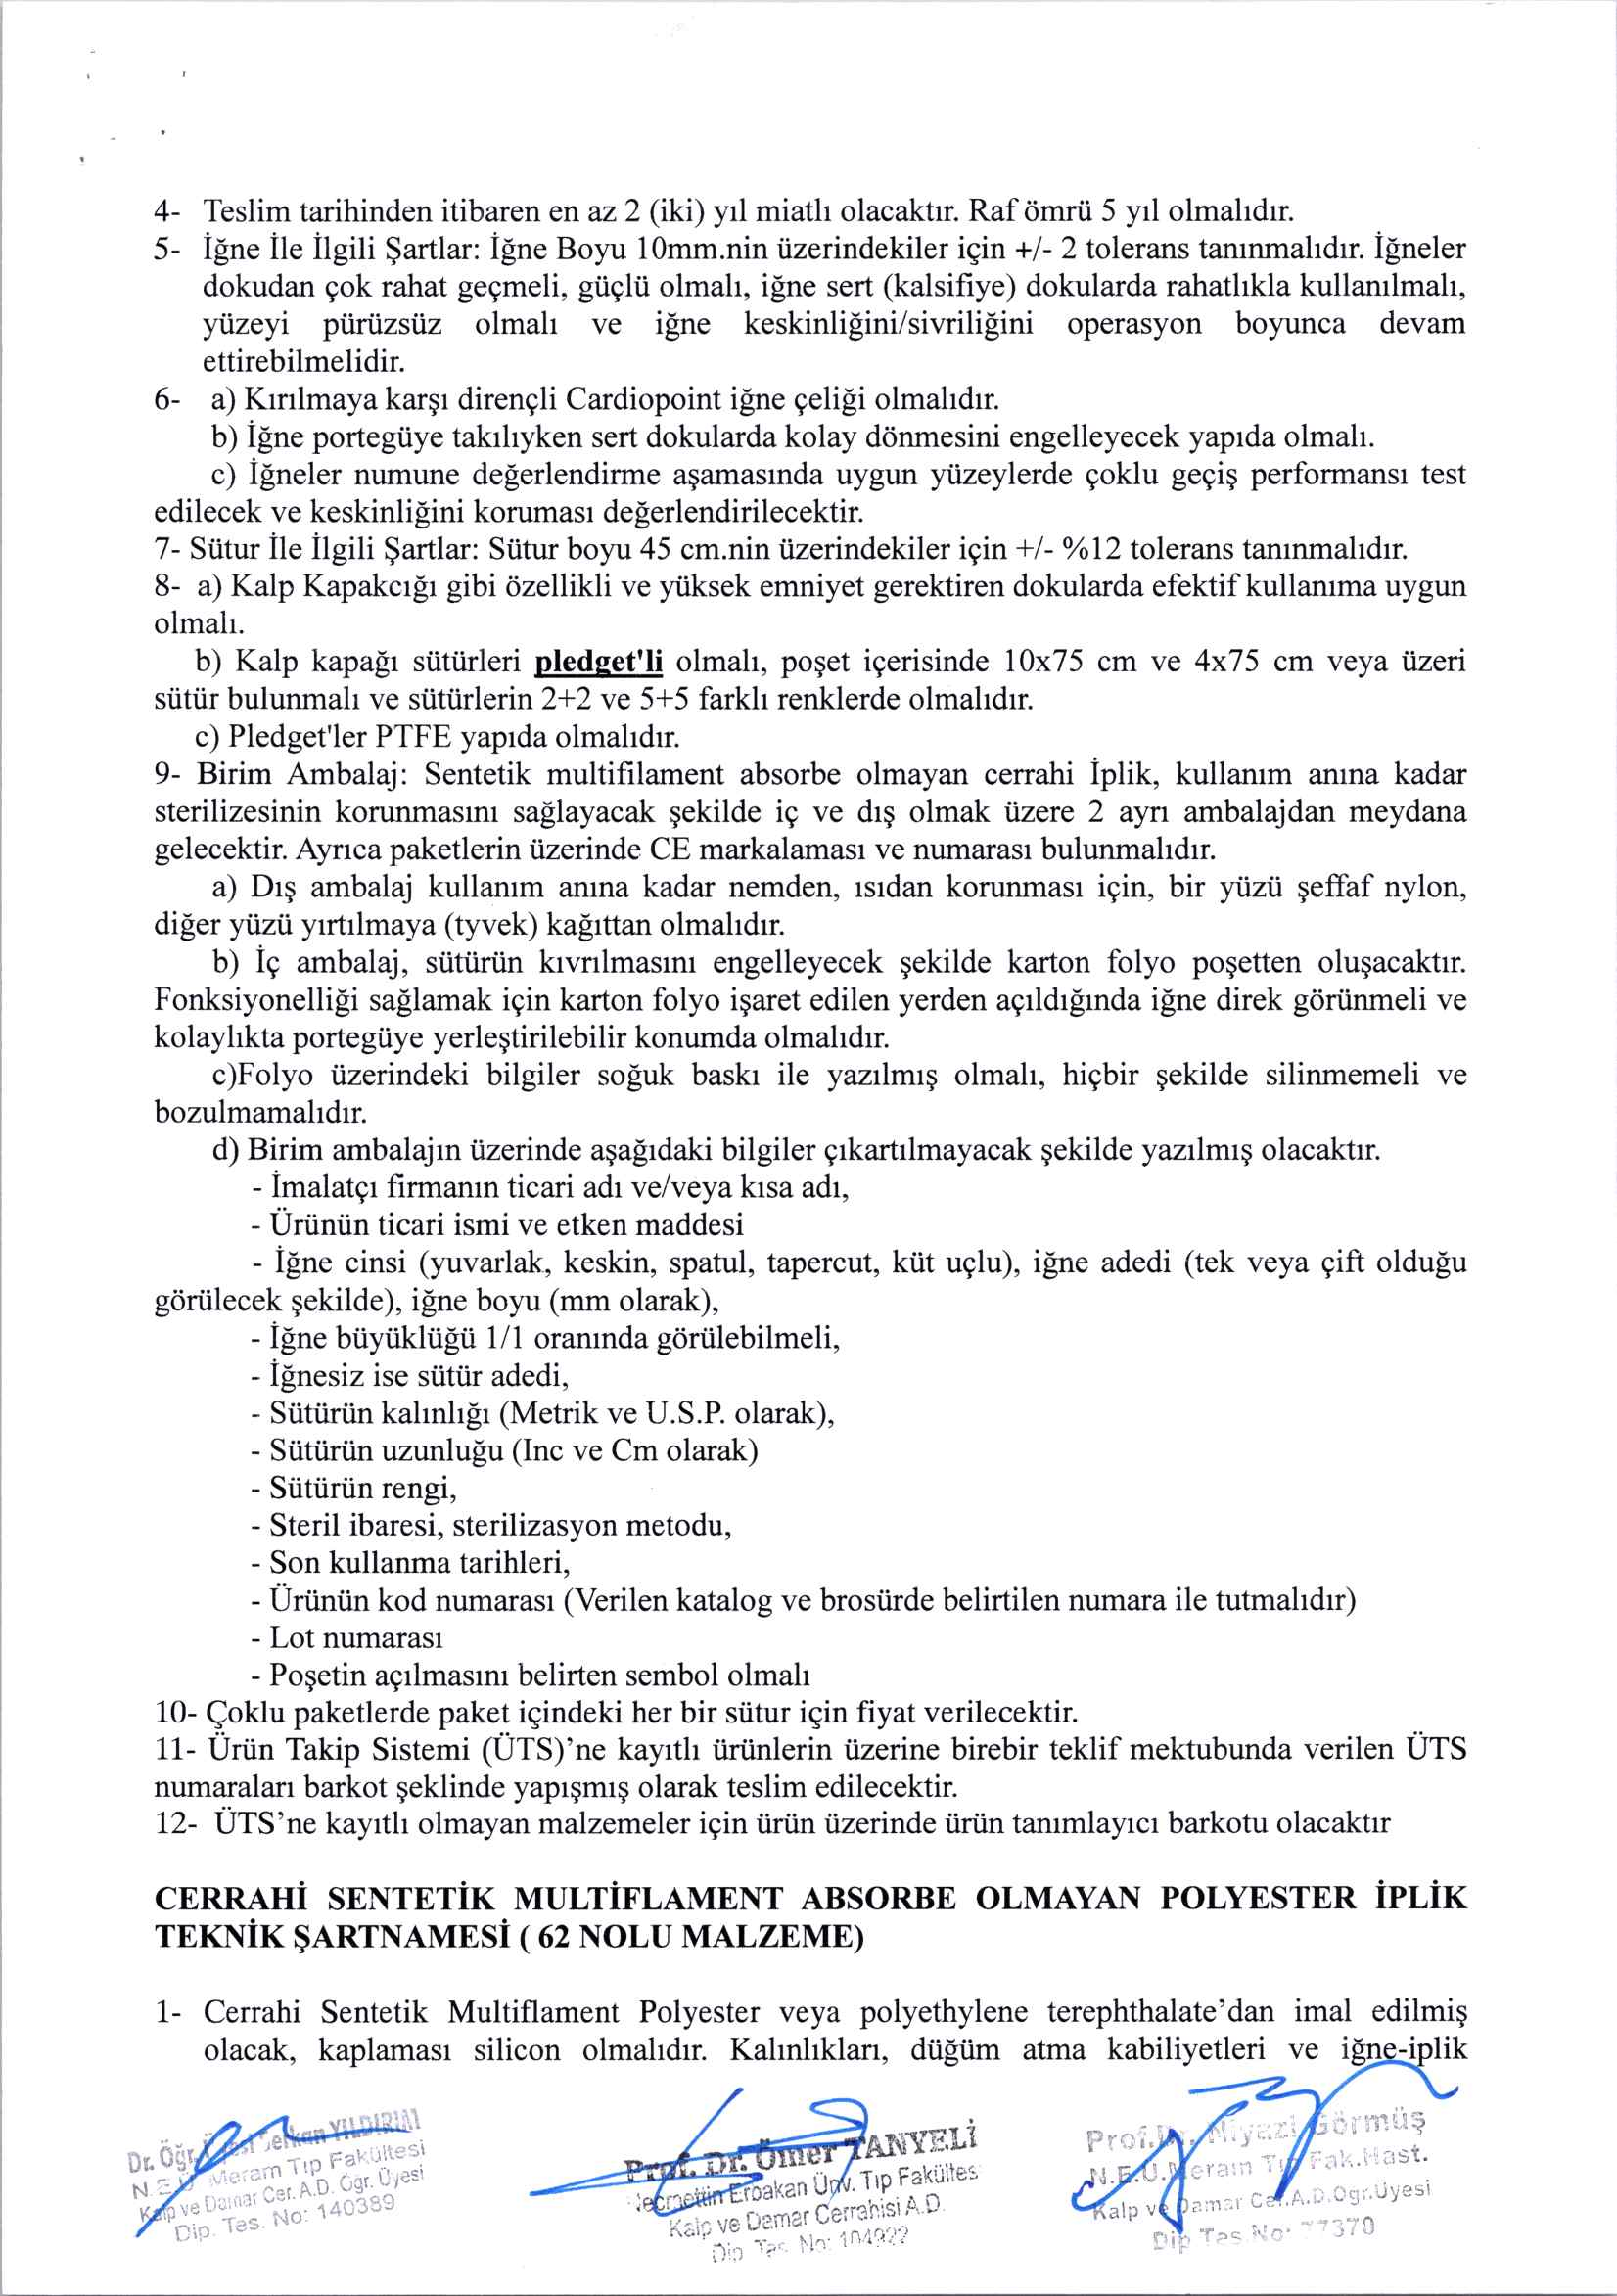 4- Teslim tarihinden itibaren en az 2 (iki) yıl miatlı olacaktır. Raf ömrü 5 yıl olmalıdır.
5- İğne İle İlgili Şartlar: İğne Boyu 10mm.nin üzerindekiler için +/- 2 tolerans tanınmalıdır. İğneler
dokudan çok rahat geçmeli, güçlü olmalı, iğne sert (kalsifiye) dokularda rahatlıkla kullanılmalı,
yüzeyi pürüzsüz olmalı ve iğne keskinliğini/sivriliğini operasyon boyunca devam
ettirebilmelidir.
6- a) Kırılmaya karşı dirençli Cardiopoint iğne çeliği olmalıdır.
b) İğne portegüye takılıyken sert dokularda kolay dönmesini engelleyecek yapıda olmalı.
c) İğneler numune değerlendirme aşamasında uygun yüzeylerde çoklu geçiş performansı test
edilecek ve keskinliğini koruması değerlendirilecektir.
7- Sütur İle İlgili Şartlar: Sütur boyu 45 cm.nin üzerindekiler için +/- %12 tolerans tanınmalıdır.
8- a) Kalp Kapakcığı gibi özellikli ve yüksek emniyet gerektiren dokularda efektif kullanıma uygun
olmalı.
b) Kalp kapağı sütürleri pledget'li olmalı, poşet içerisinde 10x75 cm ve 4x75 cm veya üzeri
sütür bulunmalı ve sütürlerin 2+2 ve 5+5 farklı renklerde olmalıdır.
c) Pledget'ler PTFE yapıda olmalıdır.
9- Birim Ambalaj: Sentetik multifilament absorbe olmayan cerrahi İplik, kullanım anına kadar
sterilizesinin korunmasını sağlayacak şekilde iç ve dış olmak üzere 2 ayrı ambalajdan meydana
gelecektir. Ayrıca paketlerin üzerinde CE markalaması ve numarası bulunmalıdır.
a) Dış ambalaj kullanım anına kadar nemden, ısıdan korunması için, bir yüzü şeffaf nylon,
diğer yüzü yırtılmaya (tyvek) kağıttan olmalıdır.
b) İç ambalaj, sütürün kıvrılmasını engelleyecek şekilde karton folyo poşetten oluşacaktır.
Fonksiyonelliği sağlamak için karton folyo işaret edilen yerden açıldığında iğne direk görünmeli ve
kolaylıkta portegüye yerleştirilebilir konumda olmalıdır.
c)Folyo üzerindeki bilgiler soğuk baskı ile yazılmış olmalı, hiçbir şekilde silinmemeli ve
bozulmamalıdır.
d) Birim ambalajın üzerinde aşağıdaki bilgiler çıkartılmayacak şekilde yazılmış olacaktır.
- İmalatçı firmanın ticari adı ve/veya kısa adı,
- Ürünün ticari ismi ve etken maddesi
- İğne cinsi (yuvarlak, keskin, spatul, tapercut, küt uçlu), iğne adedi (tek veya çift olduğu
görülecek şekilde), iğne boyu (mm olarak),
- İğne büyüklüğü 1/1 oranında görülebilmeli,
- İğnesiz ise sütür adedi,
- Sütürün kalınlığı (Metrik ve U.S.P. olarak),
- Sütürün uzunluğu (Inc ve Cm olarak)
- Sütürün rengi,
- Steril ibaresi, sterilizasyon metodu,
- Son kullanma tarihleri,
- Ürünün kod numarası (Verilen katalog ve brosürde belirtilen numara ile tutmalıdır)
- Lot numarası
- Poşetin açılmasını belirten sembol olmalı
10- Çoklu paketlerde paket içindeki her bir sütur için fiyat verilecektir.
11- Ürün Takip Sistemi (ÜTS)’ne kayıtlı ürünlerin üzerine birebir teklif mektubunda verilen ÜTS
numaraları barkot şeklinde yapışmış olarak teslim edilecektir.
12- ÜTS’ne kayıtlı olmayan malzemeler için ürün üzerinde ürün tanımlayıcı barkotu olacaktır
CERRAHİ SENTETİK MULTİFLAMENT ABSORBE OLMAYAN POLYESTER İPLİK
TEKNİK ŞARTNAMESİ ( 62 NOLU MALZEME)
1- Cerrahi Sentetik Multiflament Polyester veya polyethylene terephthalate’dan imal edilmiş
olacak, kaplaması silicon olmalıdır. Kalınlıkları, düğüm atma kabiliyetleri ve iğne-iplik
Dr. Öğr. Üyesi Serkan YILDIRIM
N.E.Ü. Meram Tıp Fakültesi
Kalp ve Damar Cer. A.D. Ögr. Üyesi
Dip. Tes. No: 140389
Prof. Dr. Ömer TANYELİ
Necmettin Erbakan Ünv. Tıp Fakültes
Kalp ve Damar Cerrahisi A.D.
Dip Tes. No: 104922
Prof.Dr. Niyazi Görmüş
N.E.U.Meram Tıp Fak.Hast.
Kalp ve Damar Cer.A.D.Ogr.Uyesi
Dip Tes.No: 77370